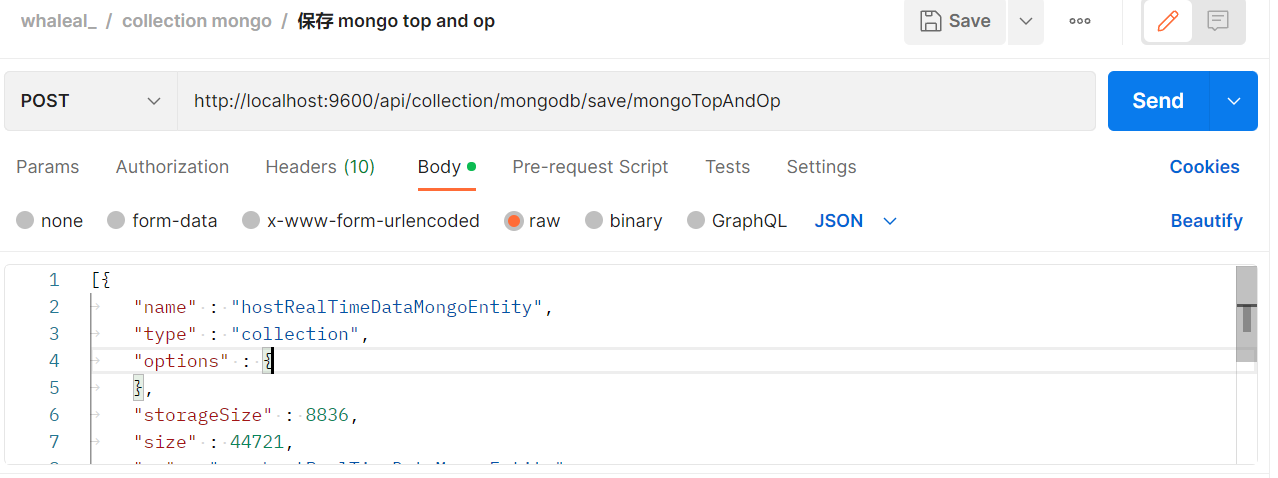 whaleal_ / collection mongo / 保存 mongo top and op
Save
POST
http://localhost:9600/api/collection/mongodb/save/mongoTopAndOp
Send
Params Authorization Headers (10) Body Pre-request Script Tests Settings Cookies
none form-data x-www-form-urlencoded raw binary GraphQL JSON Beautify
1 [{
2 "name" : "hostRealTimeDataMongoEntity",
3 "type" : "collection",
4 "options" : {
5 },
6 "storageSize" : 8836,
7 "size" : 44721,